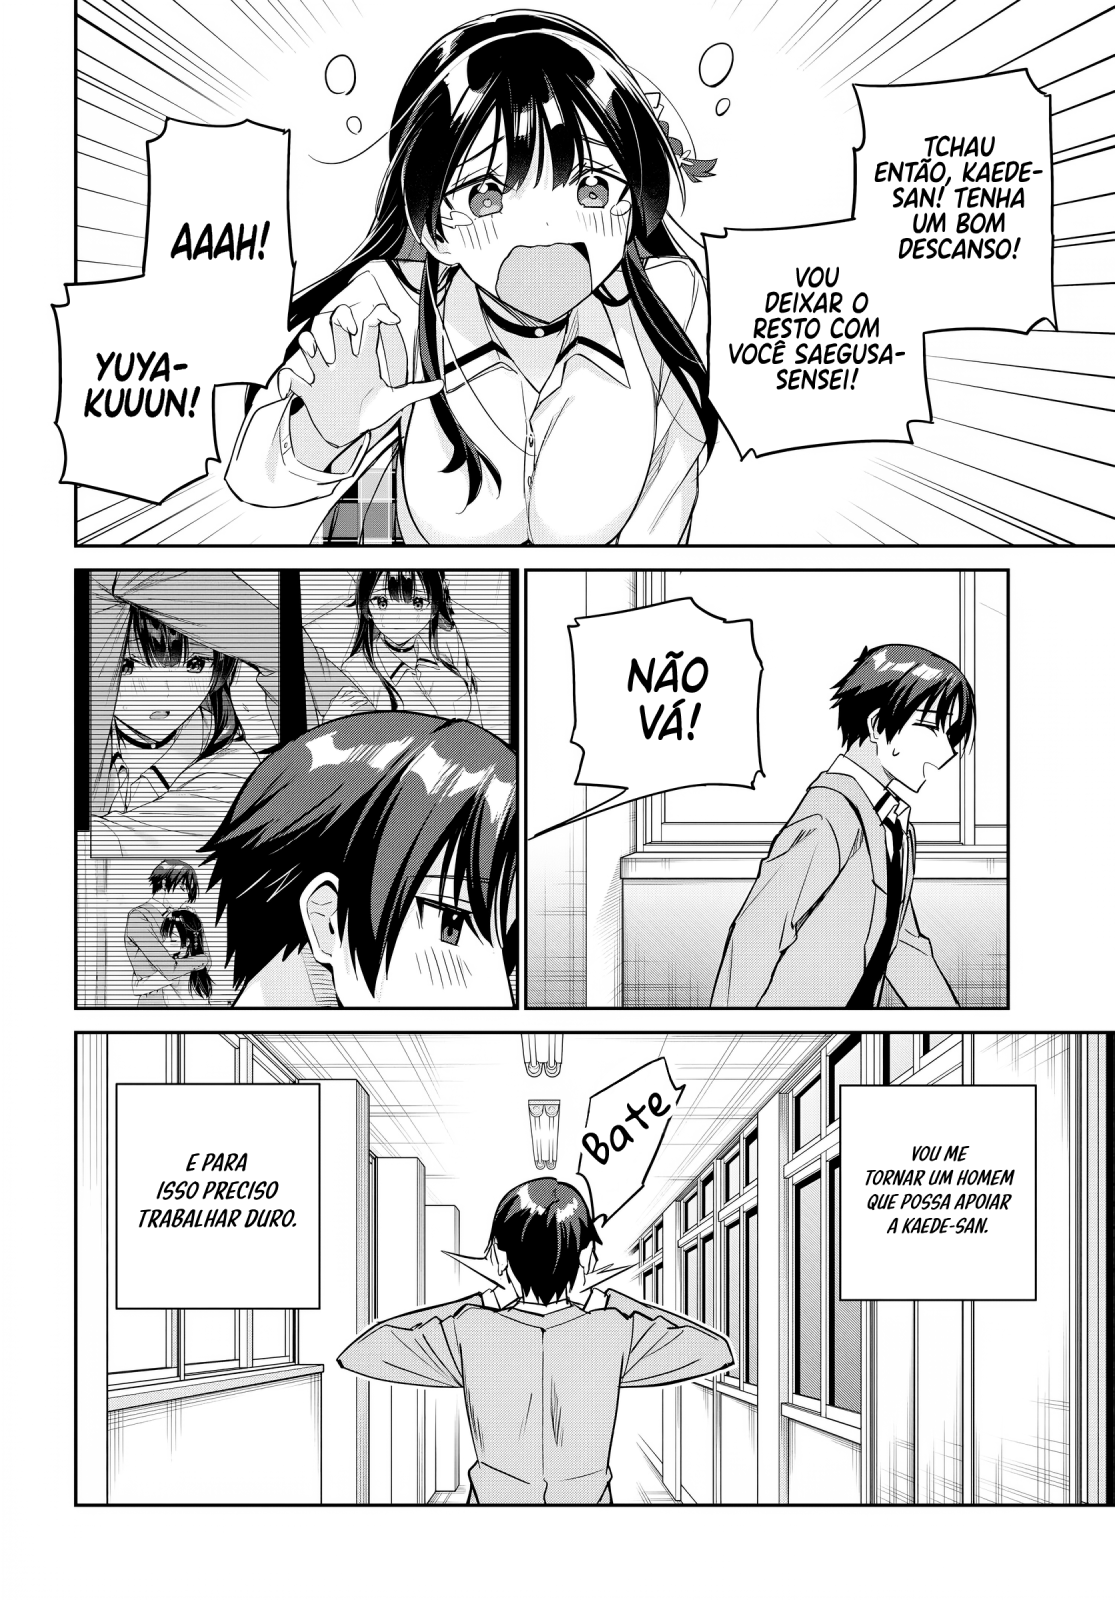 TCHAU
ENTÃO, KAEDE-
SAN! TENHA
UM BOM
DESCANSO!
VOU
DEIXAR O
RESTO COM
VOCÊ SAEGUSA-
SENSEI!
AAAH!
YUYA-
KUUUN!
NÃO
VÁ!
VOU ME
TORNAR UM HOMEM
QUE POSSA APOIAR
A KAEDE-SAN.
Bate
E PARA
ISSO PRECISO
TRABALHAR DURO.